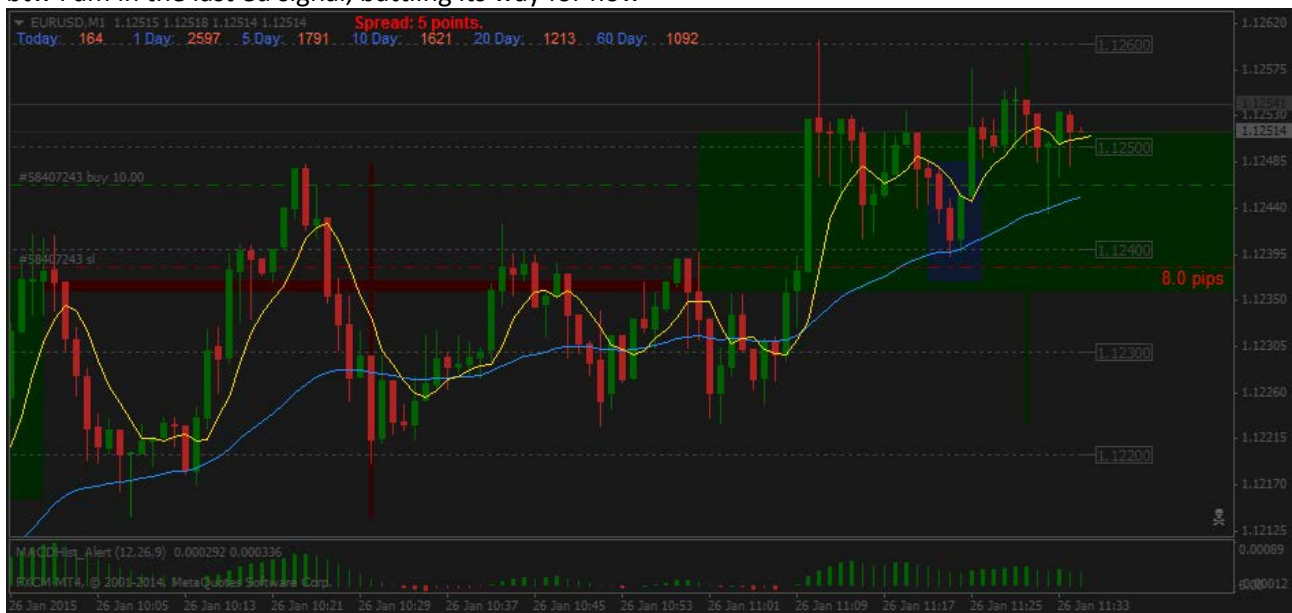 btw I am in the last eu signal, battling its way for now
EURUSD,M1 1.12515 1.12518 1.12514 1.12514
Spread: 5 points.
Today: 164 1 Day: 2597 5 Day: 1791 10 Day: 1621 20 Day: 1213 60 Day: 1092
1.12620
1.12600
1.12575
1.12541
1.12530
1.12514
1.12500
1.12485
#58407243 buy 10.00
1.12440
1.12400
1.12395
#58407243 sl
8.0 pips
1.12350
1.12305
1.12300
1.12260
1.12215
1.12200
1.12170
1.12125
MACDHist_Alert (12,26,9) 0.000292 0.000336
0.00089
FXCM-MT4, © 2001-2014, MetaQuotes Software Corp.
26 Jan 2015 26 Jan 10:05 26 Jan 10:13 26 Jan 10:21 26 Jan 10:29 26 Jan 10:37 26 Jan 10:45 26 Jan 10:53 26 Jan 11:01 26 Jan 11:09 26 Jan 11:17 26 Jan 11:25 26 Jan 11:33